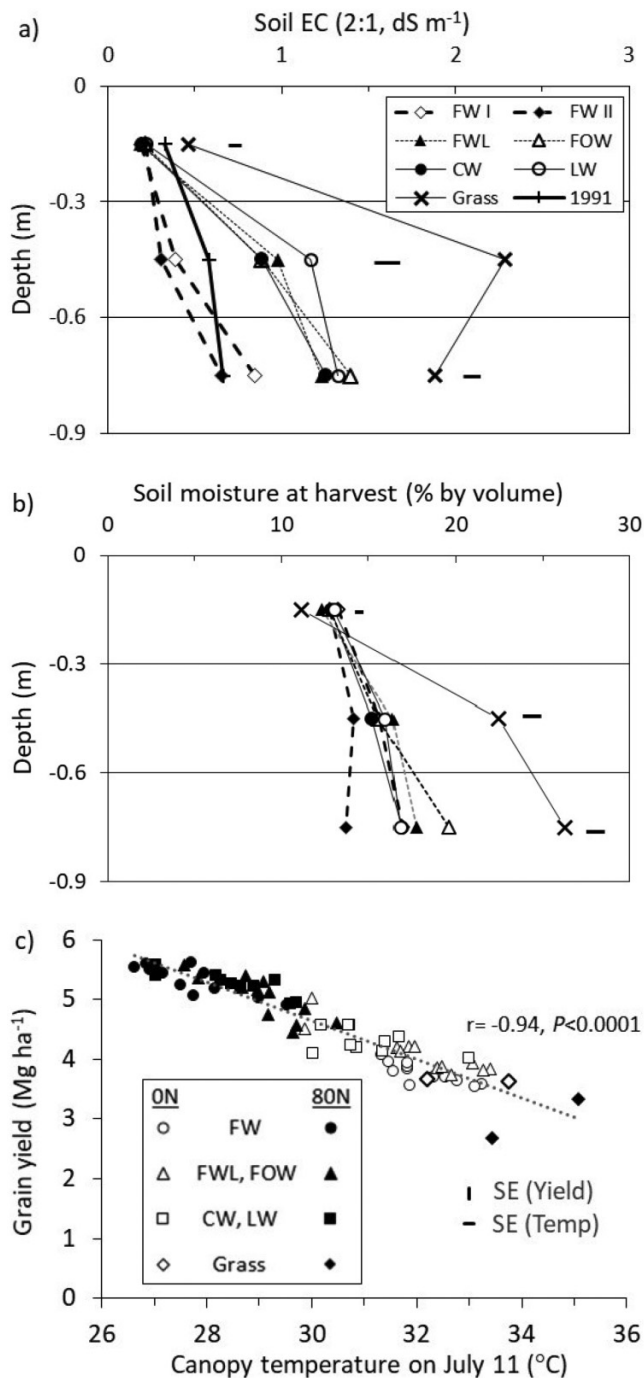 a)
Soil EC (2:1, dS m⁻¹)
0 1 2 3
0
-0.3
-0.6
-0.9
Depth (m)
FW I FW II
FWL FOW
CW LW
Grass 1991
b)
Soil moisture at harvest (% by volume)
0 10 20 30
0
-0.3
-0.6
-0.9
Depth (m)
c)
6
5
4
3
2
1
0
Grain yield (Mg ha⁻¹)
r= -0.94, P<0.0001
0N 80N
FW
FWL, FOW
CW, LW
Grass
SE (Yield)
SE (Temp)
26 28 30 32 34 36
Canopy temperature on July 11 (°C)